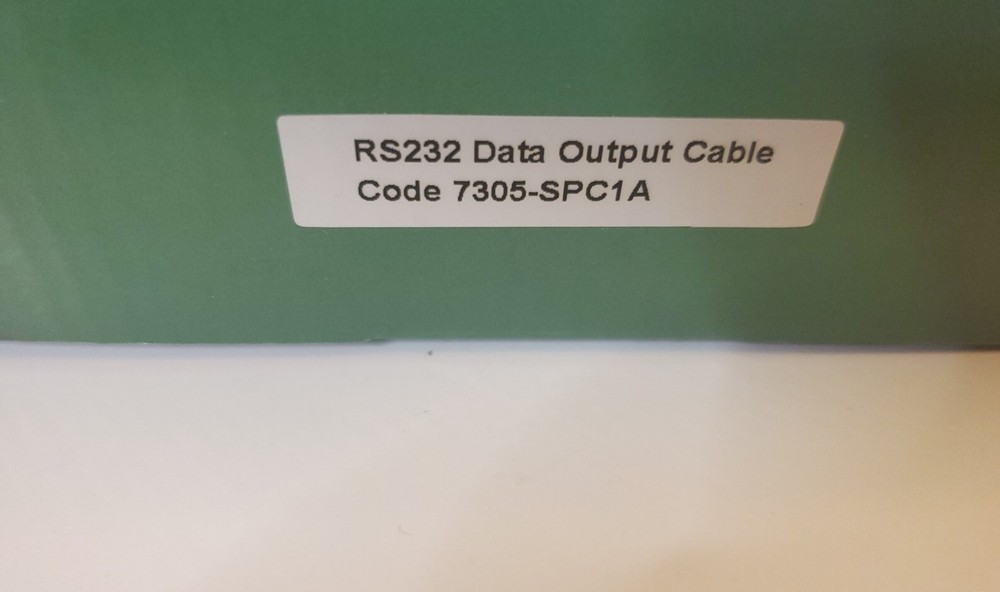 RS232 Data Output Cable
Code 7305-SPC1A